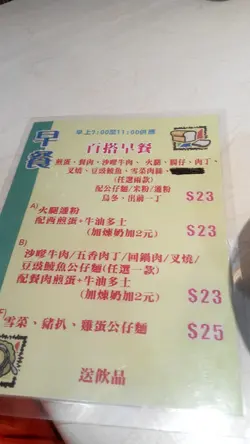 早餐
早上7:00至11:00供應
百搭早餐
煎蛋、餐肉、沙嗲牛肉、火腿、腸仔、肉丁、
叉燒、豆豉鯪魚、雪菜肉絲、
(任選兩款)
配公仔麵/米粉/通粉
烏冬、出前一丁 $23
A) 火腿通粉
配西煎蛋+牛油多士 $23
(加煉奶加2元)
B) 沙嗲牛肉/五香肉丁/回鍋肉/叉燒/
豆豉鯪魚公仔麵(任選一款)
配餐肉煎蛋+牛油多士
(加煉奶加2元) $23
雪菜、豬扒、雞蛋公仔麵 $25
送飲品